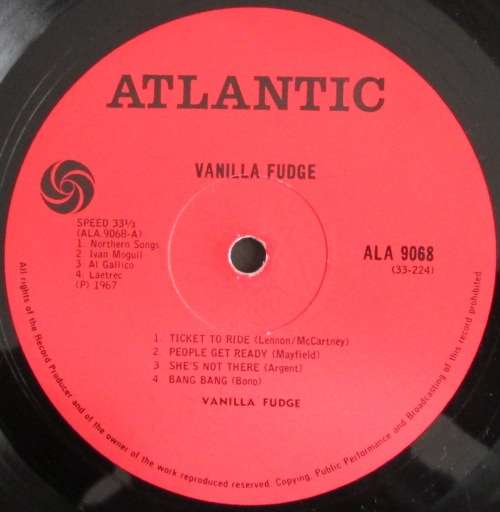 ATLANTIC
VANILLA FUDGE
SPEED 33⅓
(ALA.9068-A)
1. Northern Songs
2. Ivan Mogull
3. Al Gallico
4. Laetrec
(P) 1967
ALA 9068
(33-224)
1. TICKET TO RIDE (Lennon/McCartney)
2. PEOPLE GET READY (Mayfield)
3. SHE'S NOT THERE (Argent)
4. BANG BANG (Bono)
VANILLA FUDGE
All rights of the Record Producer and of the owner of the work reproduced reserved. Copying, Public Performance and Broadcasting of this record prohibited